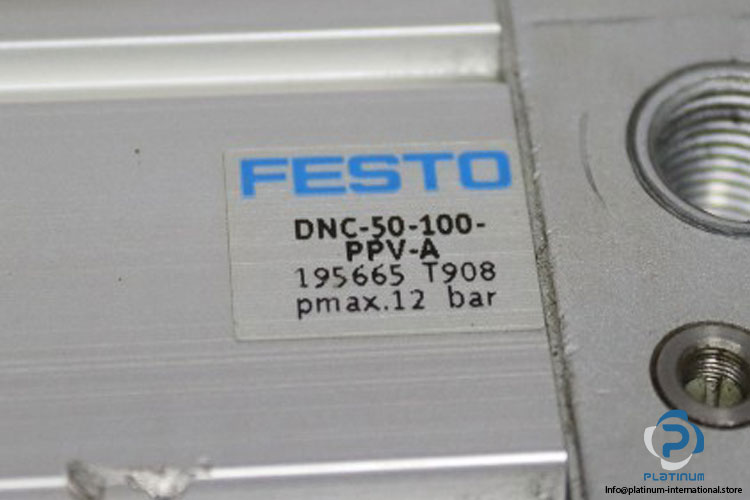 FESTO
DNC-50-100-
PPV-A
195665 T908
pmax.12 bar
PLATINUM
Info@platinum-international.store